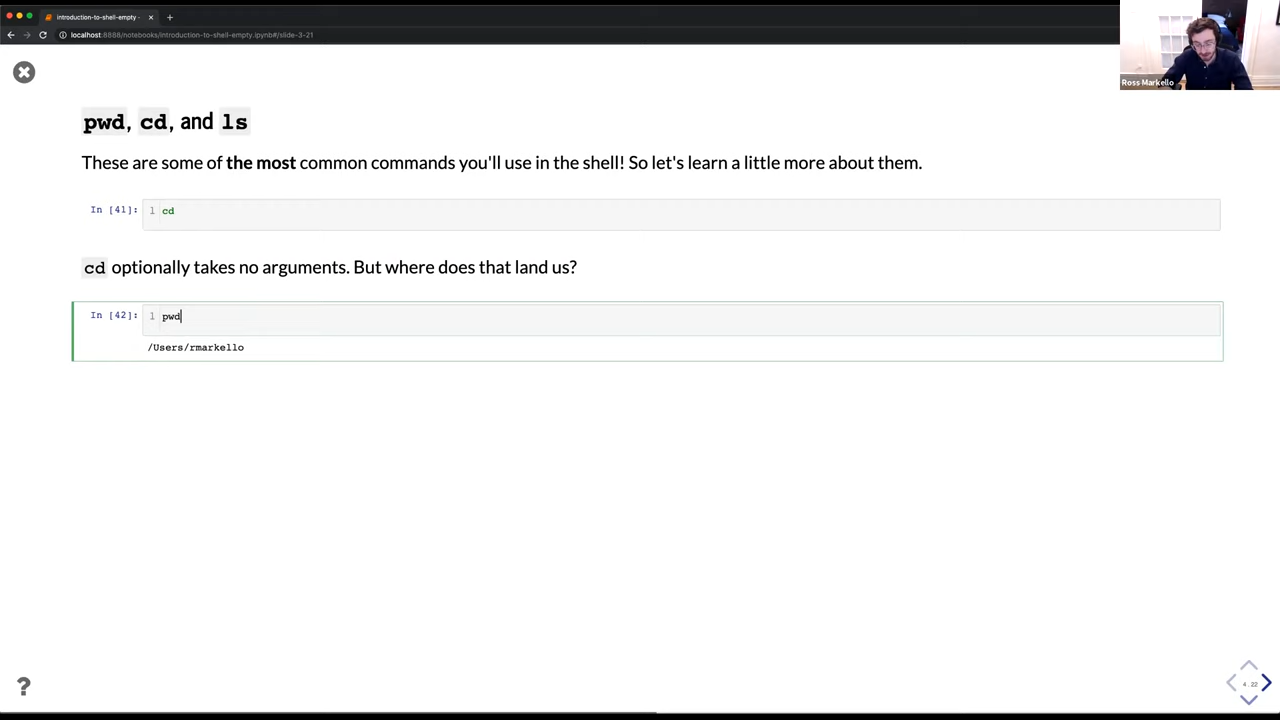 introduction-to-shell-empty -
localhost:8888/notebooks/introduction-to-shell-empty.ipynb#/slide-3-21
Ross Markello
pwd, cd, and ls
These are some of the most common commands you'll use in the shell! So let's learn a little more about them.
In [41]: 1 cd
cd optionally takes no arguments. But where does that land us?
In [42]: 1 pwd
/Users/rmarkello
?
4.22